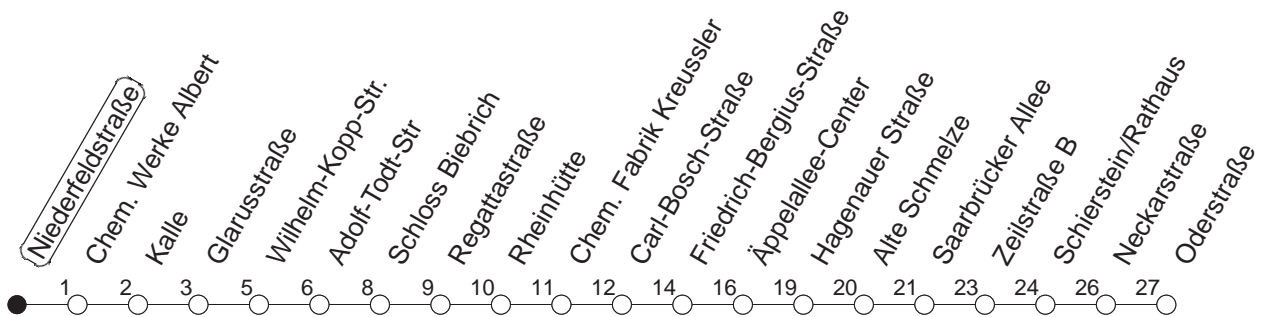 Niederfeldstraße
Chem. Werke Albert
Kalle
Glarusstraße
Wilhelm-Kopp-Str.
Adolf-Todt-Str
Schloss Biebrich
Regattastraße
Rheinhütte
Chem. Fabrik Kreussler
Carl-Bosch-Straße
Friedrich-Bergius-Straße
Äppelallee-Center
Hagenauer Straße
Alte Schmelze
Saarbrücker Allee
Zeilstraße B
Schierstein/Rathaus
Neckarstraße
Oderstraße
1 2 3 5 6 8 9 10 11 12 14 16 19 20 21 23 24 26 27